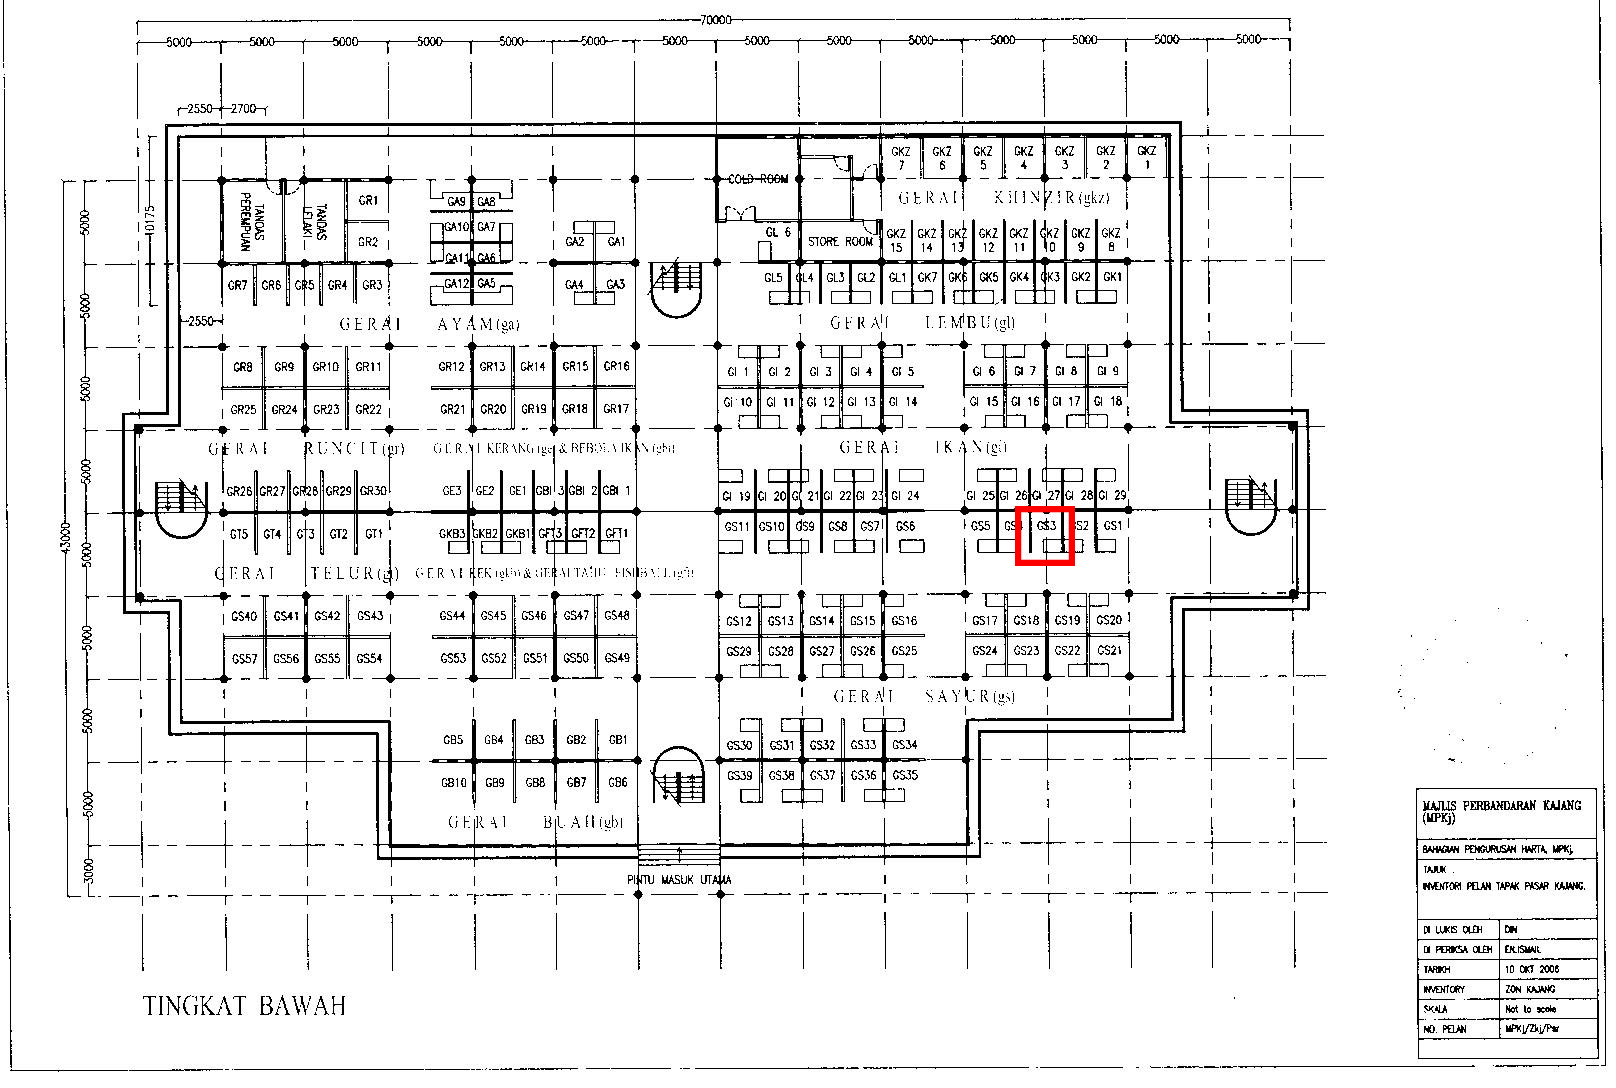 70000
5000 5000 5000 5000 5000 5000 5000 5000 5000 5000 5000 5000 5000 5000
2550 2700
GKZ 7 GKZ 6 GKZ 5 GKZ 4 GKZ 3 GKZ 2 GKZ 1
COLD ROOM
GERAI KHINZIR(gkz)
TANDAS PEREMPUAN
TANDAS LELAKI
GR1
GR2
GA9 GA8
GA10 GA7
GA11 GA6
GA12 GA5
GA2 GA1
GA4 GA3
GL 6
STORE ROOM
GKZ 15 GKZ 14 GKZ 13 GKZ 12 GKZ 11 GKZ 10 GKZ 9 GKZ 8
10175
GR7 GR6 GR5 GR4 GR3
GL5 GL4 GL3 GL2 GL1 GK7 GK6 GK5 GK4 GK3 GK2 GK1
2550
GERAI AYAM(ga)
GERAI LEMBU(gl)
GR8 GR9 GR10 GR11 GR12 GR13 GR14 GR15 GR16
GI 1 GI 2 GI 3 GI 4 GI 5 GI 6 GI 7 GI 8 GI 9
GR25 GR24 GR23 GR22 GR21 GR20 GR19 GR18 GR17
GI 10 GI 11 GI 12 GI 13 GI 14 GI 15 GI 16 GI 17 GI 18
GERAI RUNCIT(gr)
GERAI KERANG(ge) & BEBOLA IKAN(gbi)
GERAI IKAN(gi)
GR26 GR27 GR28 GR29 GR30 GE3 GE2 GE1 GBI 3 GBI 2 GBI 1
GI 19 GI 20 GI 21 GI 22 GI 23 GI 24 GI 25 GI 26 GI 27 GI 28 GI 29
GT5 GT4 GT3 GT2 GT1 GKB3 GKB2 GKB1 GFT3 GFT2 GFT1
GS11 GS10 GS9 GS8 GS7 GS6 GS5 GS3 GS2 GS1
GERAI TELUR(gt)
GERAI
GS40 GS41 GS42 GS43 GS44 GS45 GS46 GS47 GS48
GS12 GS13 GS14 GS15 GS16 GS17 GS18 GS19 GS20
GS57 GS56 GS55 GS54 GS53 GS52 GS51 GS50 GS49
GS29 GS28 GS27 GS26 GS25 GS24 GS23 GS22 GS21
GERAI SAYUR(gs)
GB5 GB4 GB3 GB2 GB1
GS30 GS31 GS32 GS33 GS34
GB10 GB9 GB8 GB7 GB6
GS39 GS38 GS37 GS36 GS35
GERAI BUAH(gb)
PINTU MASUK UTAMA
43000
5000 5000 5000 5000 5000 5000 5000 5000 3000
TINGKAT BAWAH
MAJLIS PERBANDARAN KAJANG
(MPKj)
BAHAGIAN PENGURUSAN HARTA, MPKj,
TAJUK .
INVENTORI PELAN TAPAK PASAR KAJANG.
DI LUKIS OLEH DIN
DI PERIKSA OLEH EN.ISMAIL
TARIKH 10 OKT 2006
INVENTORY ZON KAJANG
SKALA Not to scale
NO. PELAN MPKj/Zkj/Psr